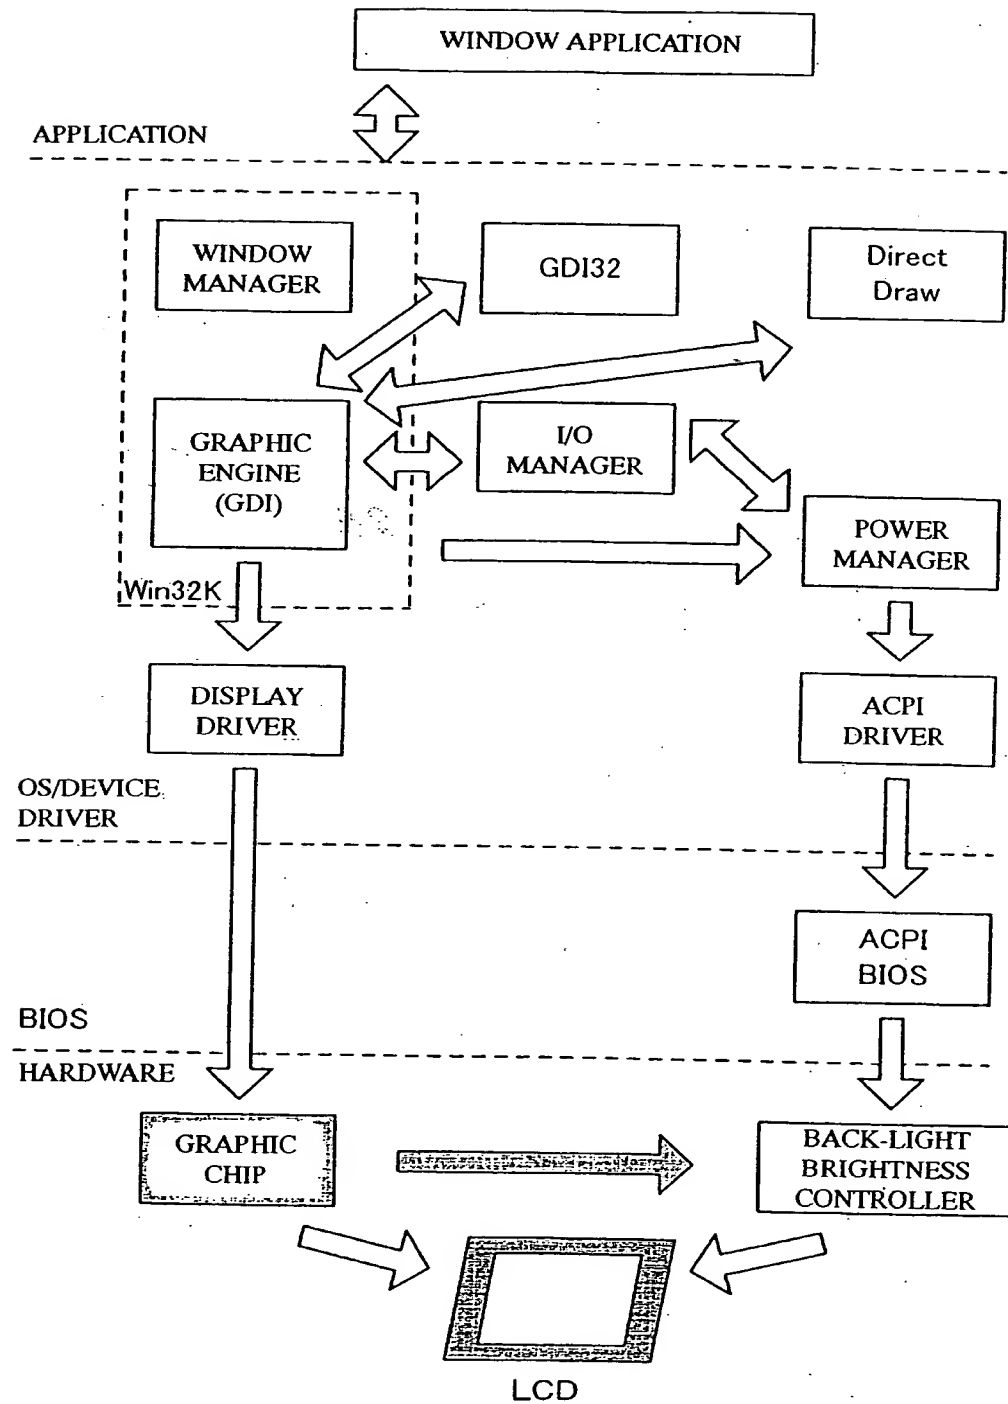 WINDOW APPLICATION
APPLICATION
WINDOW
MANAGER
GDI32
Direct
Draw
GRAPHIC
ENGINE
(GDI)
I/O
MANAGER
POWER
MANAGER
Win32K
DISPLAY
DRIVER
ACPI
DRIVER
OS/DEVICE
DRIVER
ACPI
BIOS
BIOS
HARDWARE
GRAPHIC
CHIP
BACK-LIGHT
BRIGHTNESS
CONTROLLER
LCD